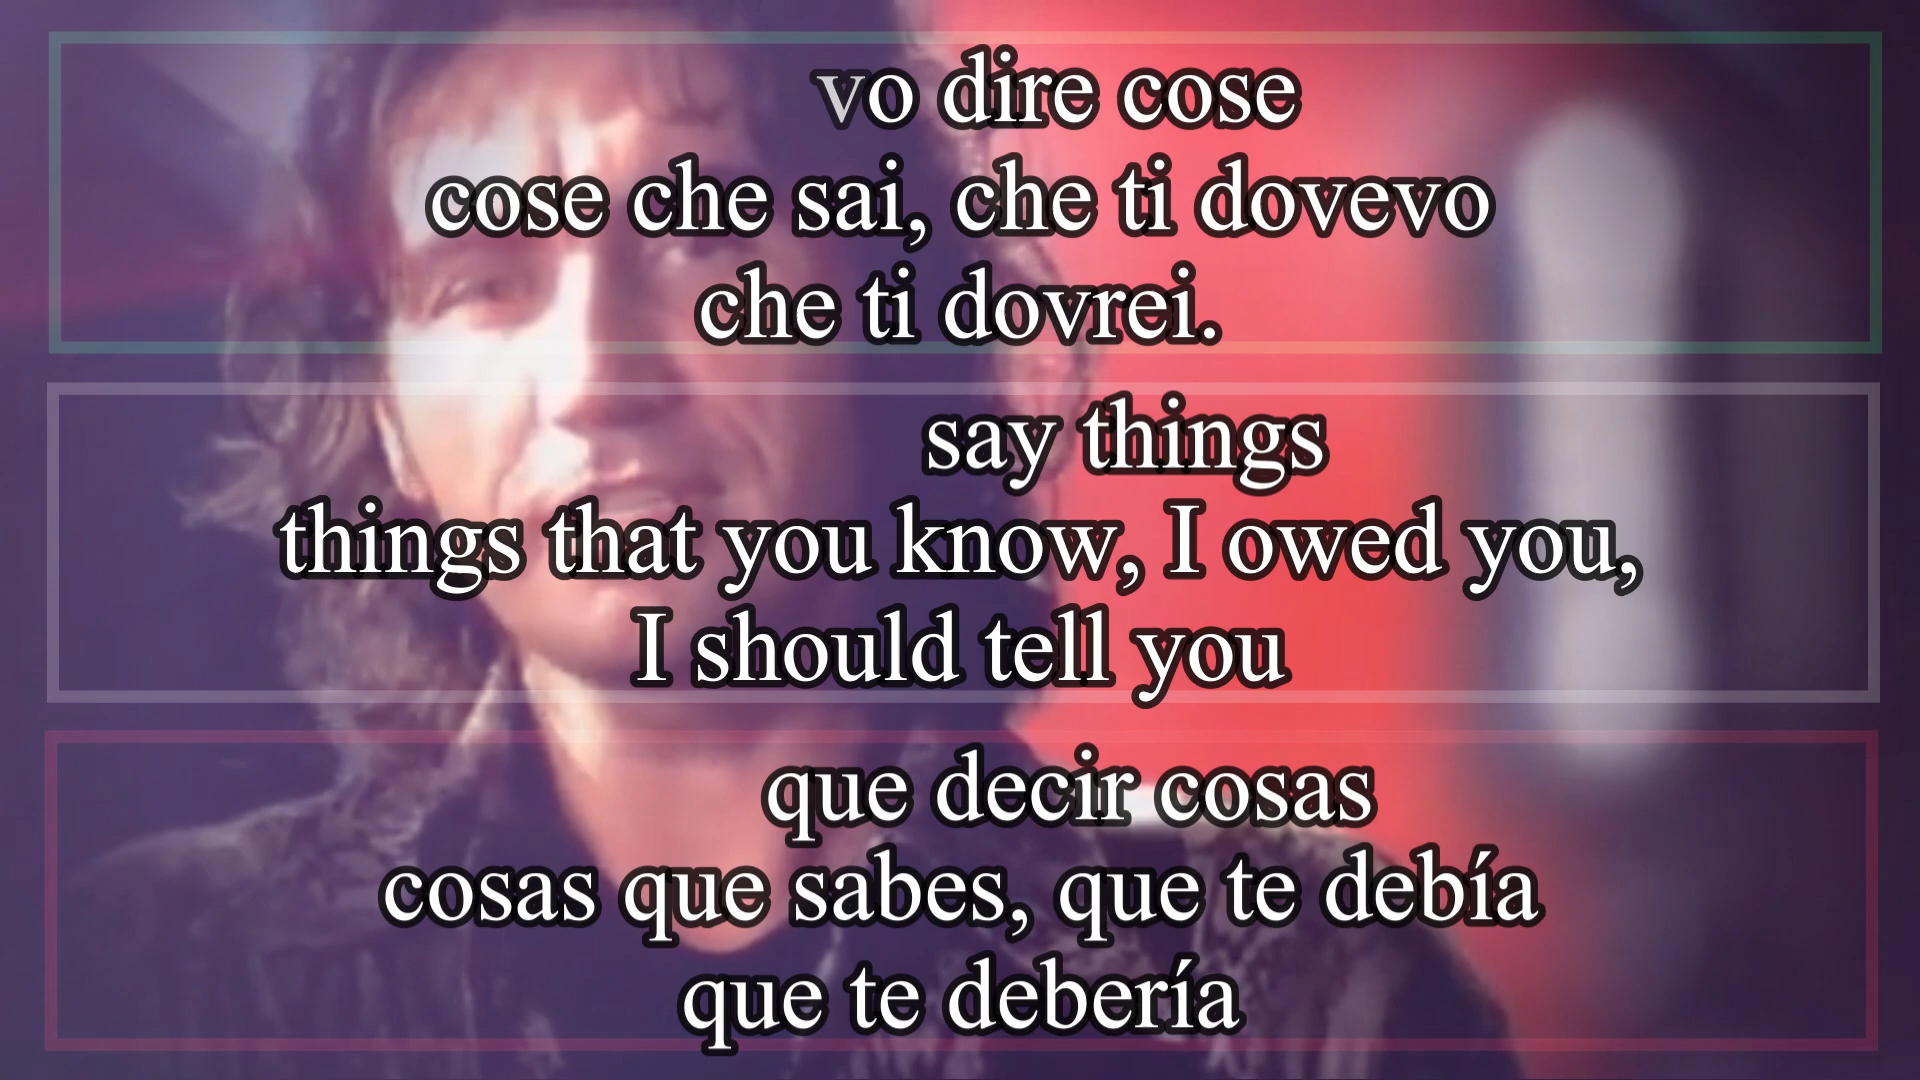 vo dire cose
cose che sai, che ti dovevo
che ti dovrei.
say things
things that you know, I owed you,
I should tell you
que decir cosas
cosas que sabes, que te debía
que te debería